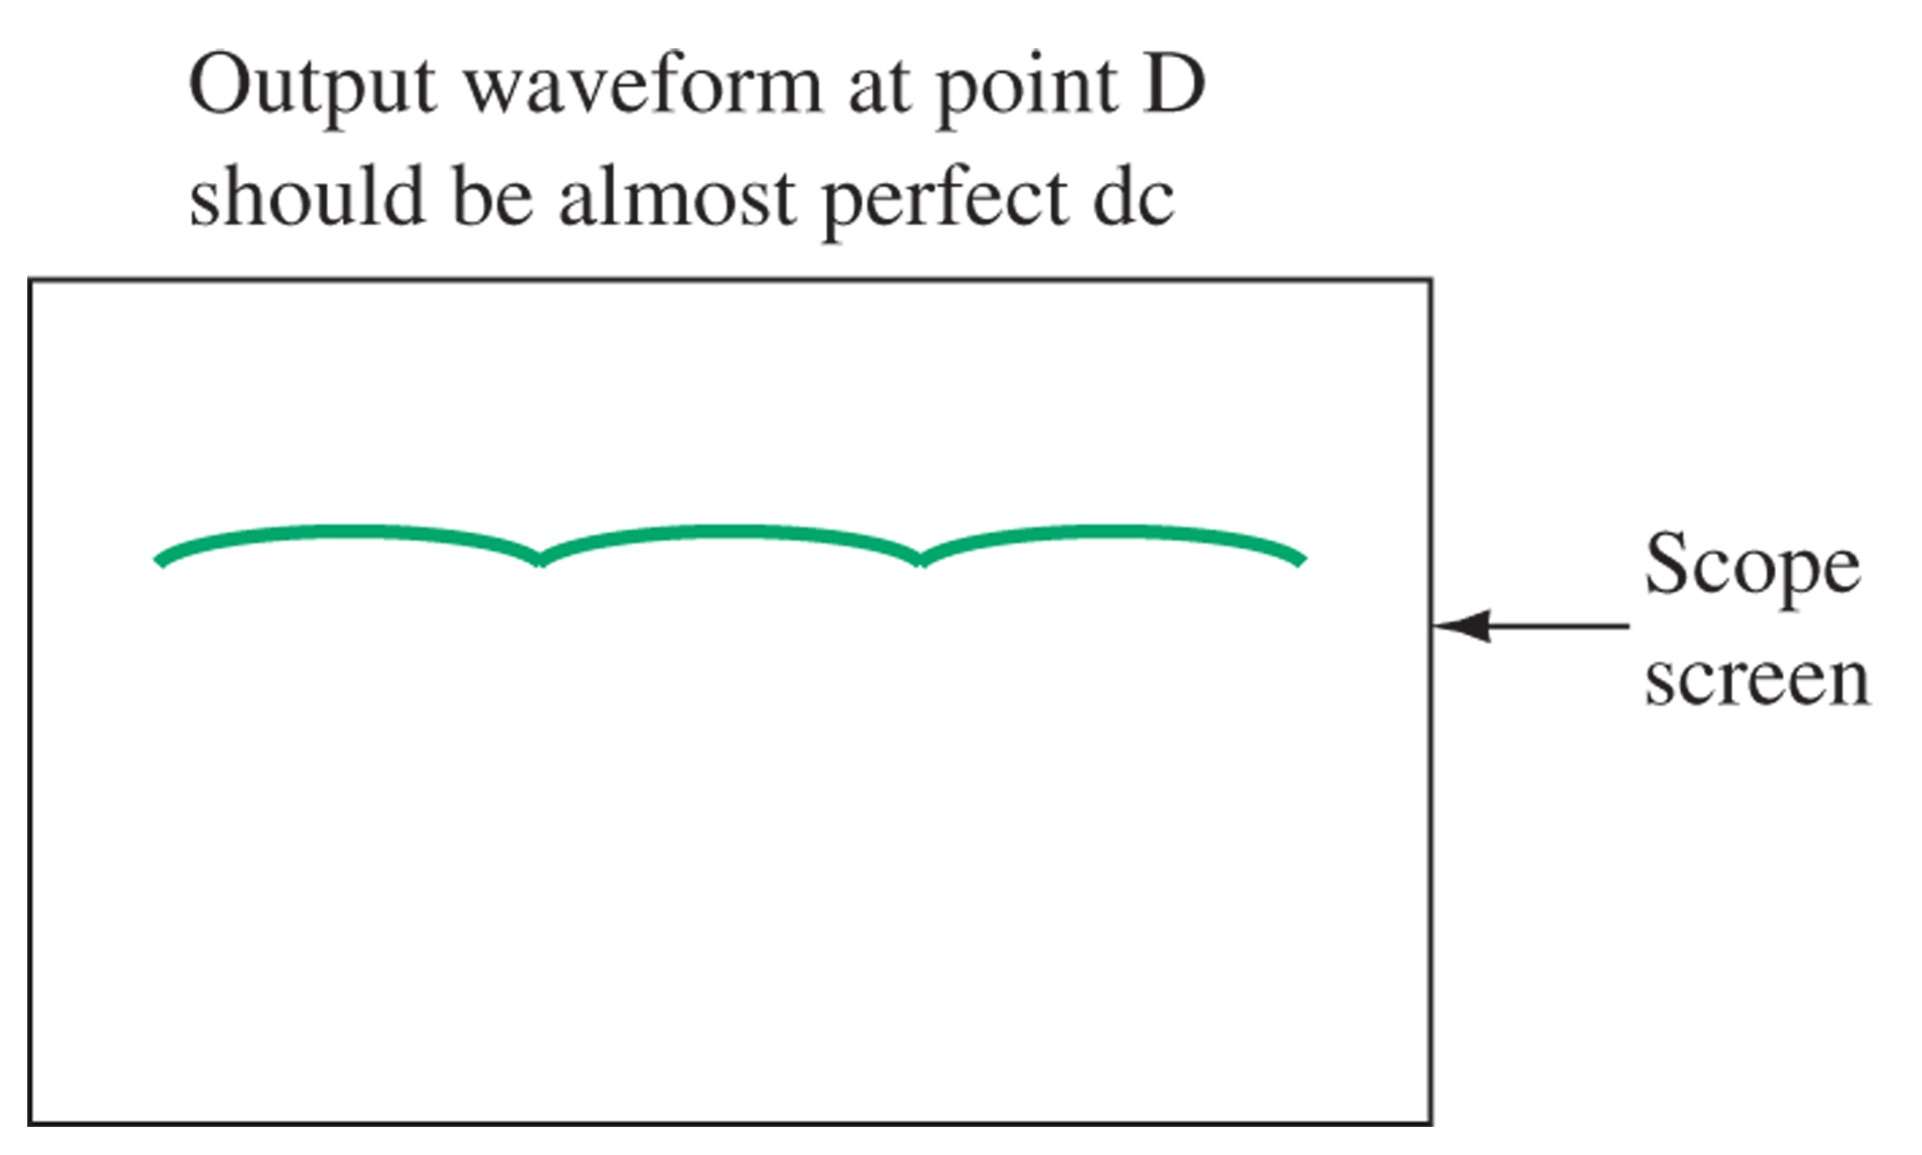 Output waveform at point D
should be almost perfect dc
Scope
screen